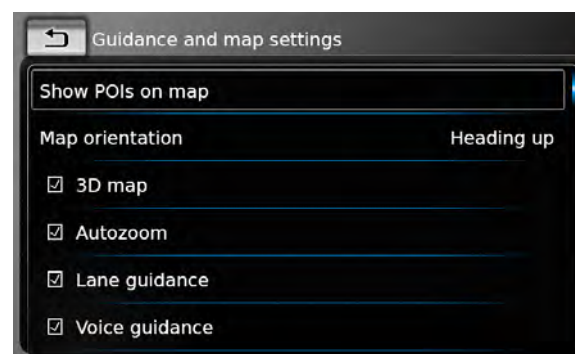 Guidance and map settings
Show POIs on map
Map orientation Heading up
3D map
Autozoom
Lane guidance
Voice guidance